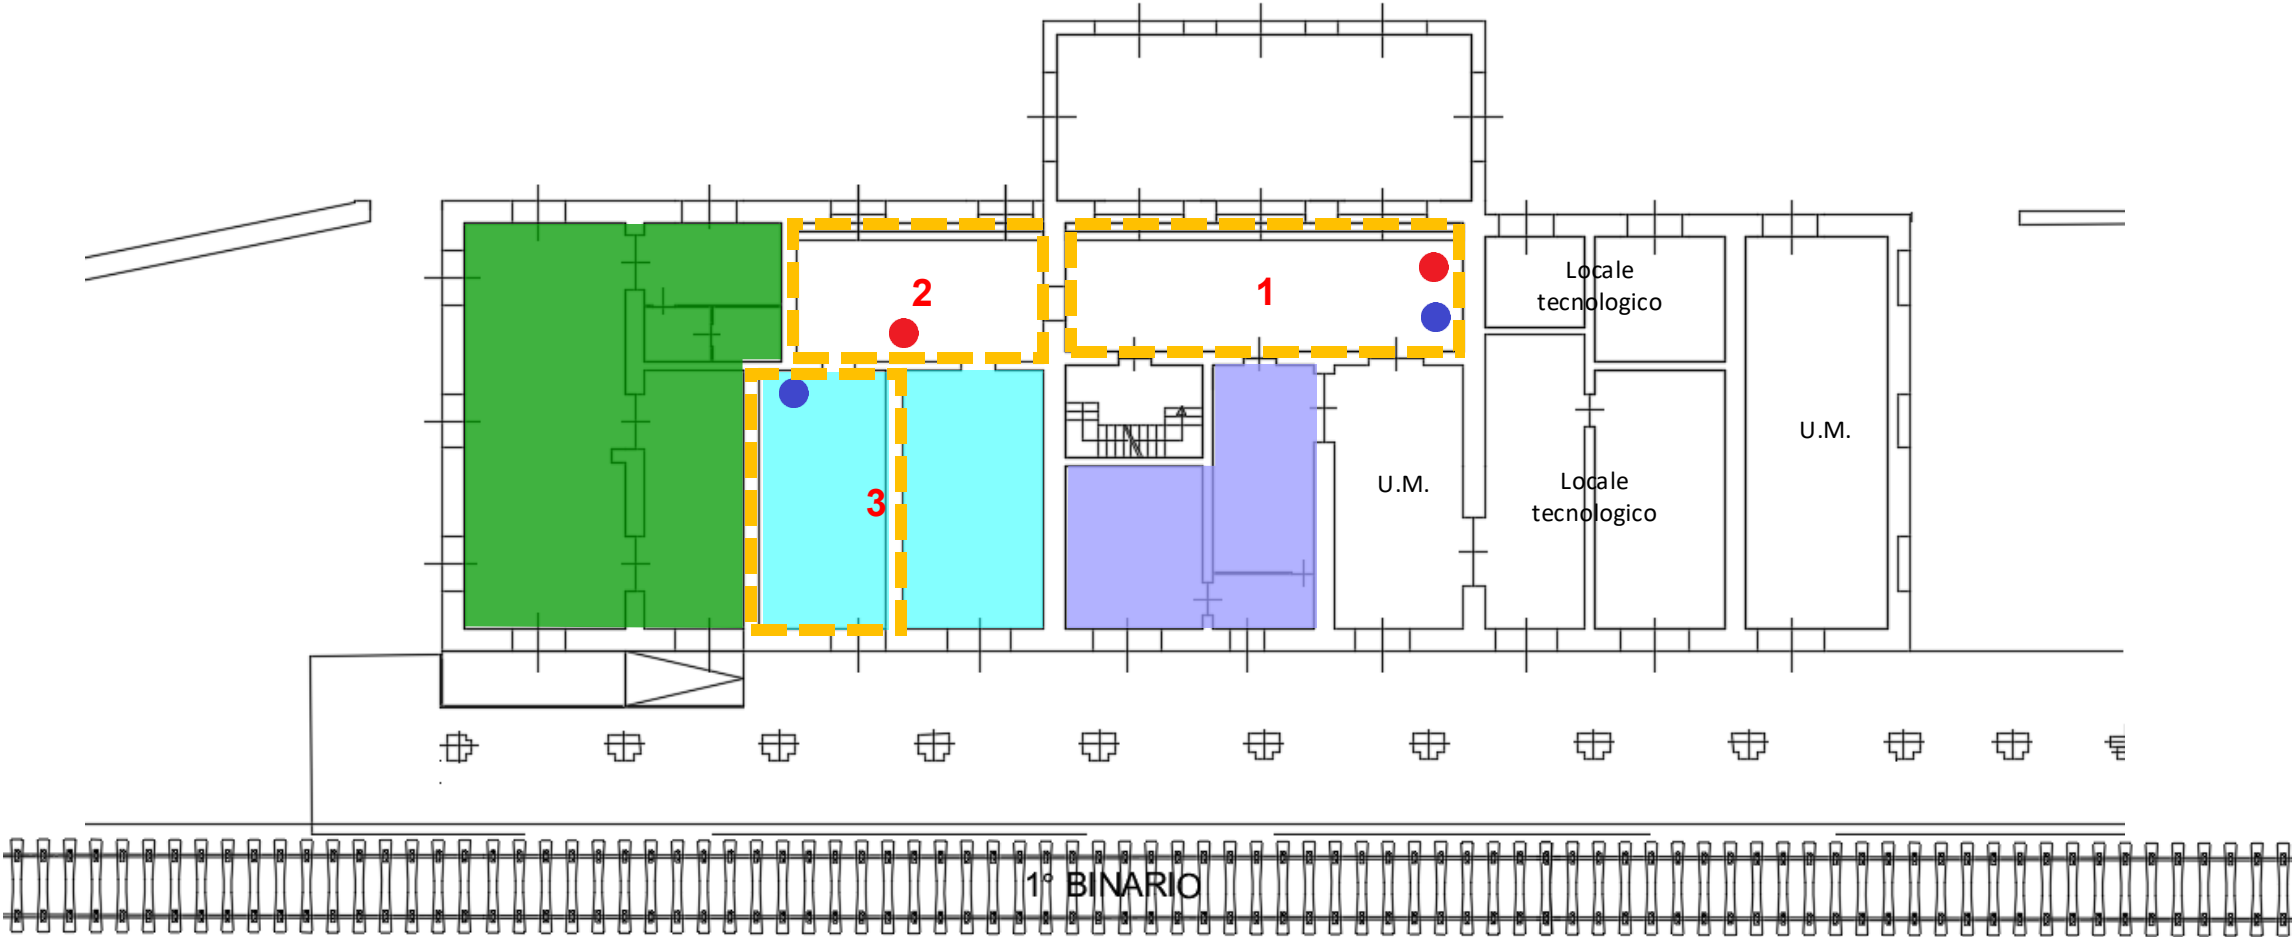 Locale
tecnologico
2
1
U.M.
U.M.
Locale
tecnologico
3
1° BINARIO